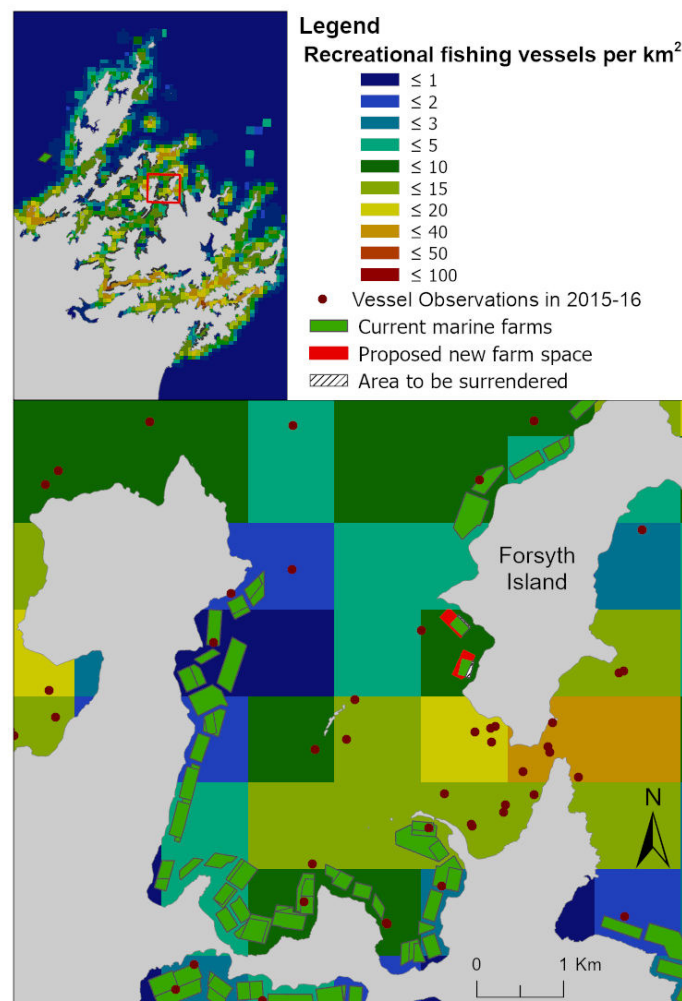 Legend
Recreational fishing vessels per km²
≤ 1
≤ 2
≤ 3
≤ 5
≤ 10
≤ 15
≤ 20
≤ 40
≤ 50
≤ 100
Vessel Observations in 2015-16
Current marine farms
Proposed new farm space
Area to be surrendered
Forsyth
Island
N
0 1 Km